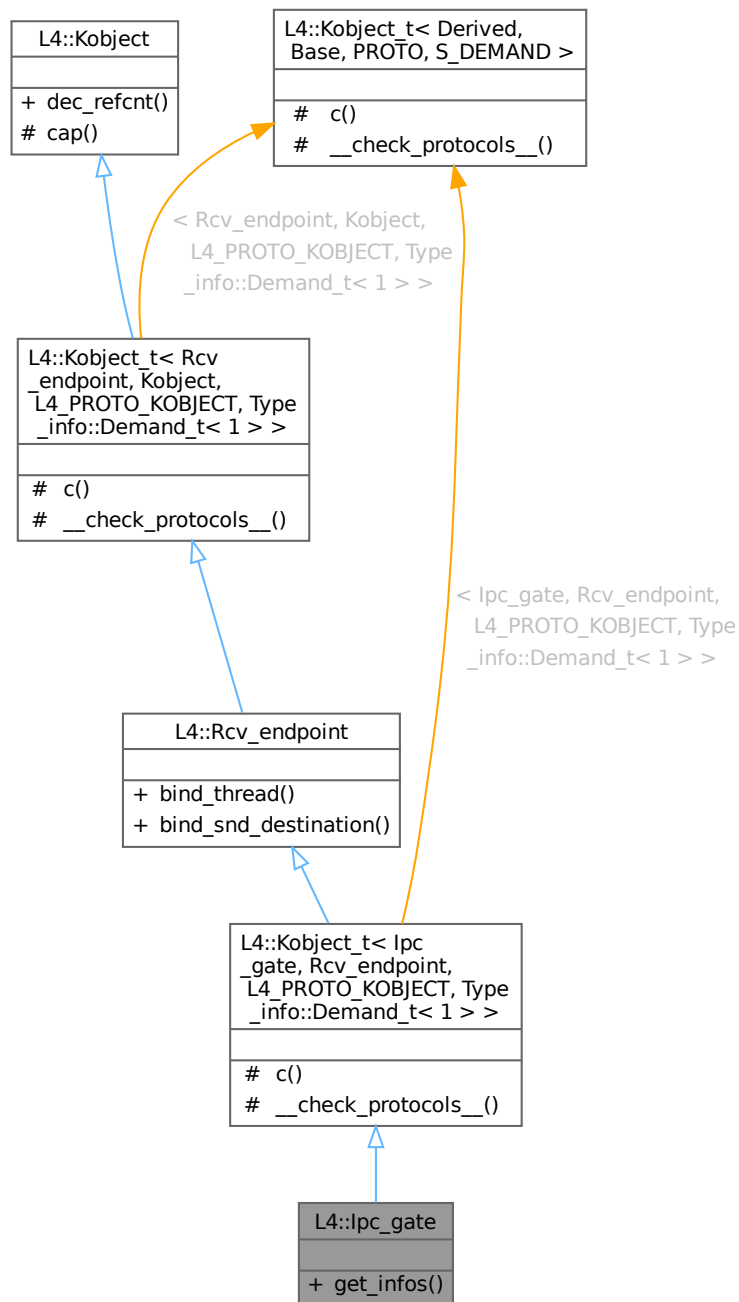 L4::Kobject
+ dec_refcnt()
# cap()
L4::Kobject_t< Derived,
Base, PROTO, S_DEMAND >
# c()
# __check_protocols__()
< Rcv_endpoint, Kobject,
L4_PROTO_KOBJECT, Type
_info::Demand_t< 1 > >
L4::Kobject_t< Rcv
_endpoint, Kobject,
L4_PROTO_KOBJECT, Type
_info::Demand_t< 1 > >
# c()
# __check_protocols__()
< Ipc_gate, Rcv_endpoint,
L4_PROTO_KOBJECT, Type
_info::Demand_t< 1 > >
L4::Rcv_endpoint
+ bind_thread()
+ bind_snd_destination()
L4::Kobject_t< Ipc
_gate, Rcv_endpoint,
L4_PROTO_KOBJECT, Type
_info::Demand_t< 1 > >
# c()
# __check_protocols__()
L4::Ipc_gate
+ get_infos()